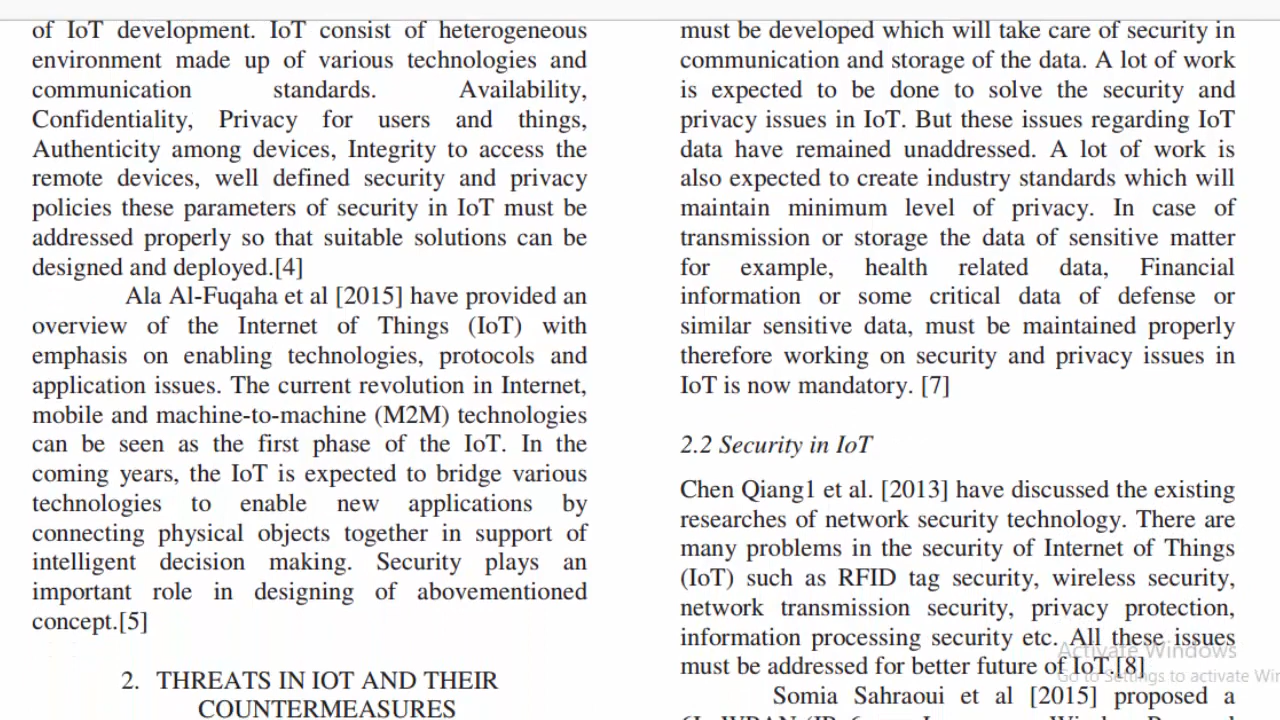 of IoT development. IoT consist of heterogeneous
environment made up of various technologies and
communication standards. Availability,
Confidentiality, Privacy for users and things,
Authenticity among devices, Integrity to access the
remote devices, well defined security and privacy
policies these parameters of security in IoT must be
addressed properly so that suitable solutions can be
designed and deployed.[4]
Ala Al-Fuqaha et al [2015] have provided an
overview of the Internet of Things (IoT) with
emphasis on enabling technologies, protocols and
application issues. The current revolution in Internet,
mobile and machine-to-machine (M2M) technologies
can be seen as the first phase of the IoT. In the
coming years, the IoT is expected to bridge various
technologies to enable new applications by
connecting physical objects together in support of
intelligent decision making. Security plays an
important role in designing of abovementioned
concept.[5]
2. THREATS IN IOT AND THEIR
COUNTERMEASURES
must be developed which will take care of security in
communication and storage of the data. A lot of work
is expected to be done to solve the security and
privacy issues in IoT. But these issues regarding IoT
data have remained unaddressed. A lot of work is
also expected to create industry standards which will
maintain minimum level of privacy. In case of
transmission or storage the data of sensitive matter
for example, health related data, Financial
information or some critical data of defense or
similar sensitive data, must be maintained properly
therefore working on security and privacy issues in
IoT is now mandatory. [7]
2.2 Security in IoT
Chen Qiang1 et al. [2013] have discussed the existing
researches of network security technology. There are
many problems in the security of Internet of Things
(IoT) such as RFID tag security, wireless security,
network transmission security, privacy protection,
information processing security etc. All these issues
must be addressed for better future of IoT.[8]
Somia Sahraoui et al [2015] proposed a
Activate Windows
Go to Settings to activate Win